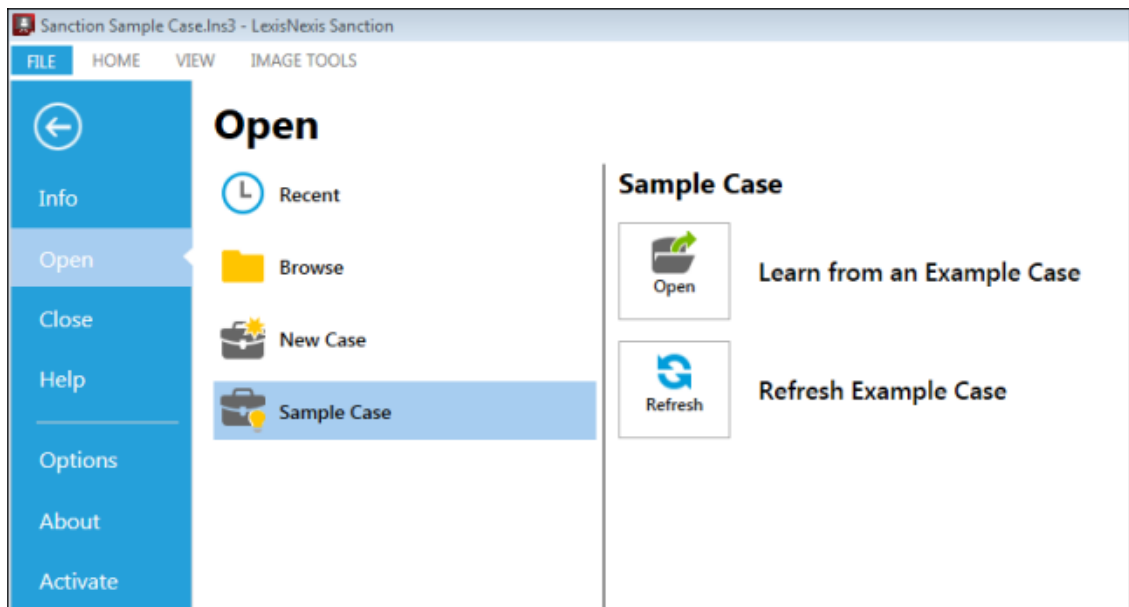 Sanction Sample Case.lns3 - LexisNexis Sanction
FILE HOME VIEW IMAGE TOOLS
Info
Open
Close
Help
Options
About
Activate
Open
Recent
Browse
New Case
Sample Case
Sample Case
Open
Learn from an Example Case
Refresh
Refresh Example Case